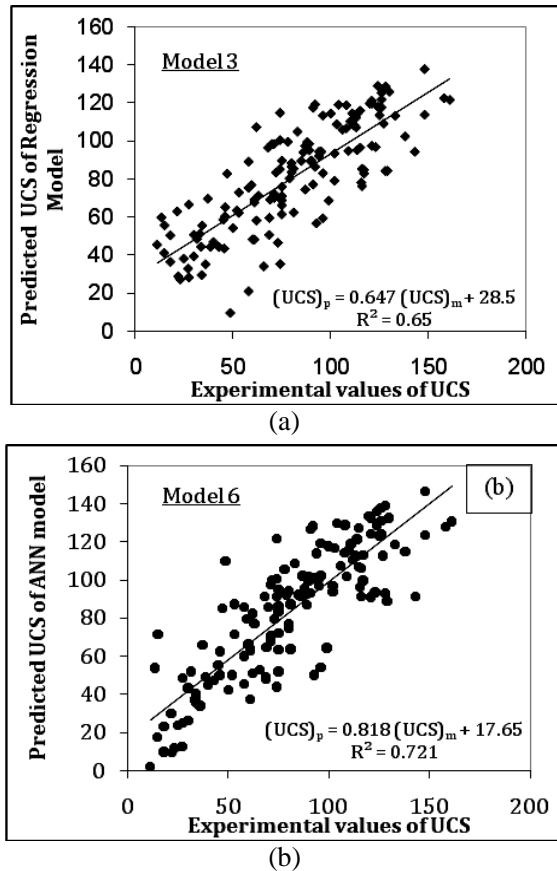 Model 3
160
140
120
100
80
60
40
20
0
Predicted UCS of Regression
Model
(UCS)p = 0.647 (UCS)m + 28.5
R² = 0.65
0 50 100 150 200
Experimental values of UCS
(a)
Model 6
(b)
160
140
120
100
80
60
40
20
0
Predicted UCS of ANN model
(UCS)p = 0.818 (UCS)m + 17.65
R² = 0.721
0 50 100 150 200
Experimental values of UCS
(b)